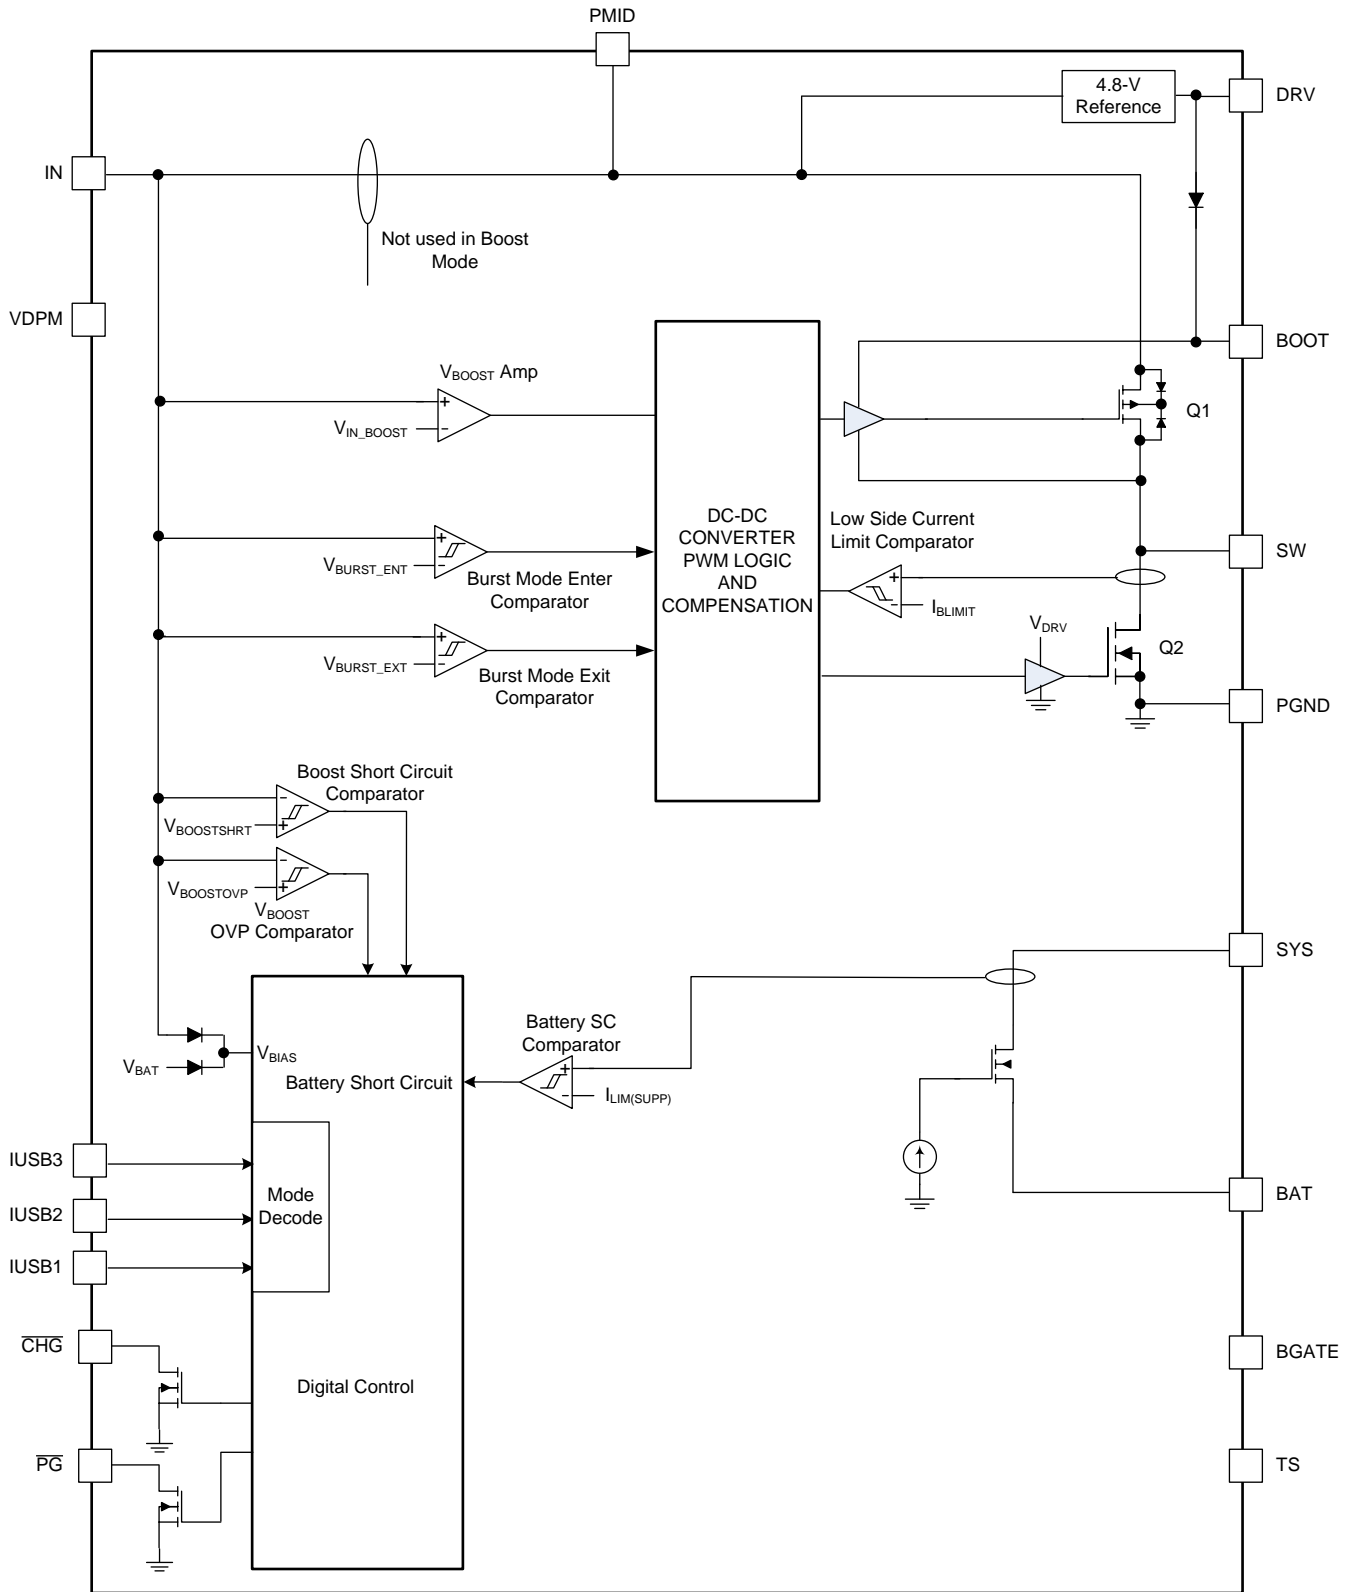 PMID
4.8-V
Reference
DRV
IN
Not used in Boost
Mode
VDPM
BOOT
VBOOST Amp
+
VIN_BOOST
-
Q1
DC-DC
CONVERTER
PWM LOGIC
AND
COMPENSATION
Low Side Current
Limit Comparator
SW
+
VBURST_ENT
-
Burst Mode Enter
Comparator
+
-
IBLIMIT
VDRV
Q2
+
VBURST_EXT
-
Burst Mode Exit
Comparator
PGND
Boost Short Circuit
Comparator
-
VBOOSTSHRT
+
-
VBOOSTOVP
+
VBOOST
OVP Comparator
SYS
Battery SC
Comparator
VBAT
VBIAS
Battery Short Circuit
+
-
ILIM(SUPP)
IUSB3
IUSB2
IUSB1
Mode
Decode
BAT
CHG
BGATE
Digital Control
PG
TS